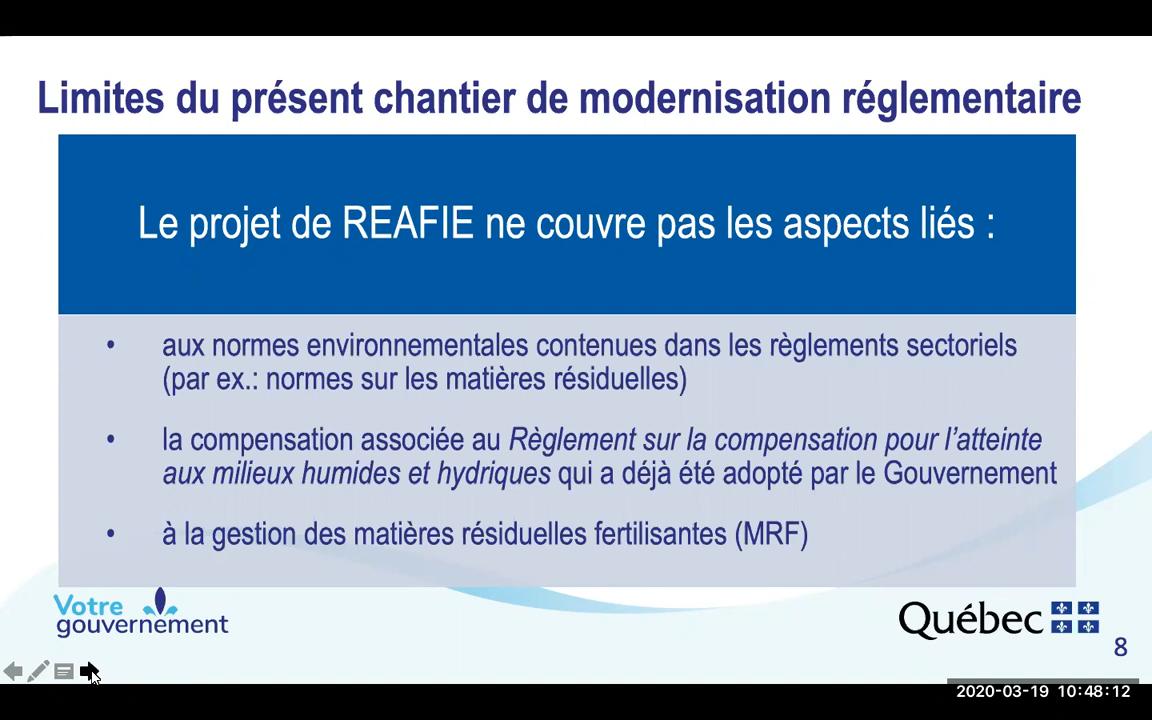 Limites du présent chantier de modernisation réglementaire
Le projet de REAFIE ne couvre pas les aspects liés :
• aux normes environnementales contenues dans les règlements sectoriels
(par ex.: normes sur les matières résiduelles)
• la compensation associée au Règlement sur la compensation pour l’atteinte
aux milieux humides et hydriques qui a déjà été adopté par le Gouvernement
• à la gestion des matières résiduelles fertilisantes (MRF)
Votre
gouvernement
Québec
8
2020-03-19 10:48:12